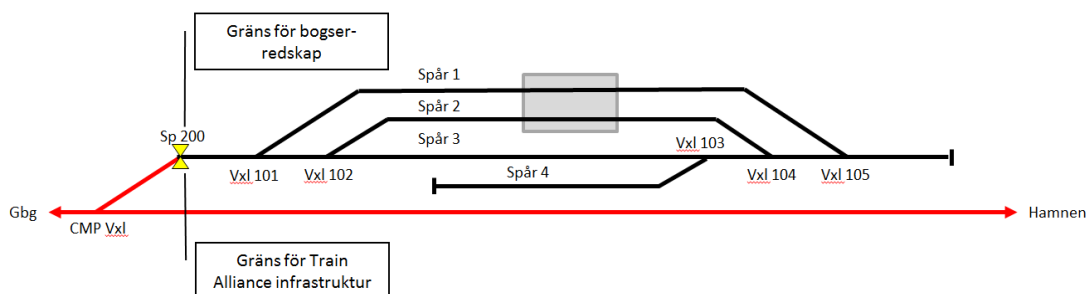 Gräns för bogser-
redskap
Spår 1
Spår 2
Sp 200
Spår 3
Vxl 103
Vxl 101
Vxl 102
Spår 4
Vxl 104
Vxl 105
Gbg
Hamnen
CMP Vxl
Gräns för Train
Alliance infrastruktur